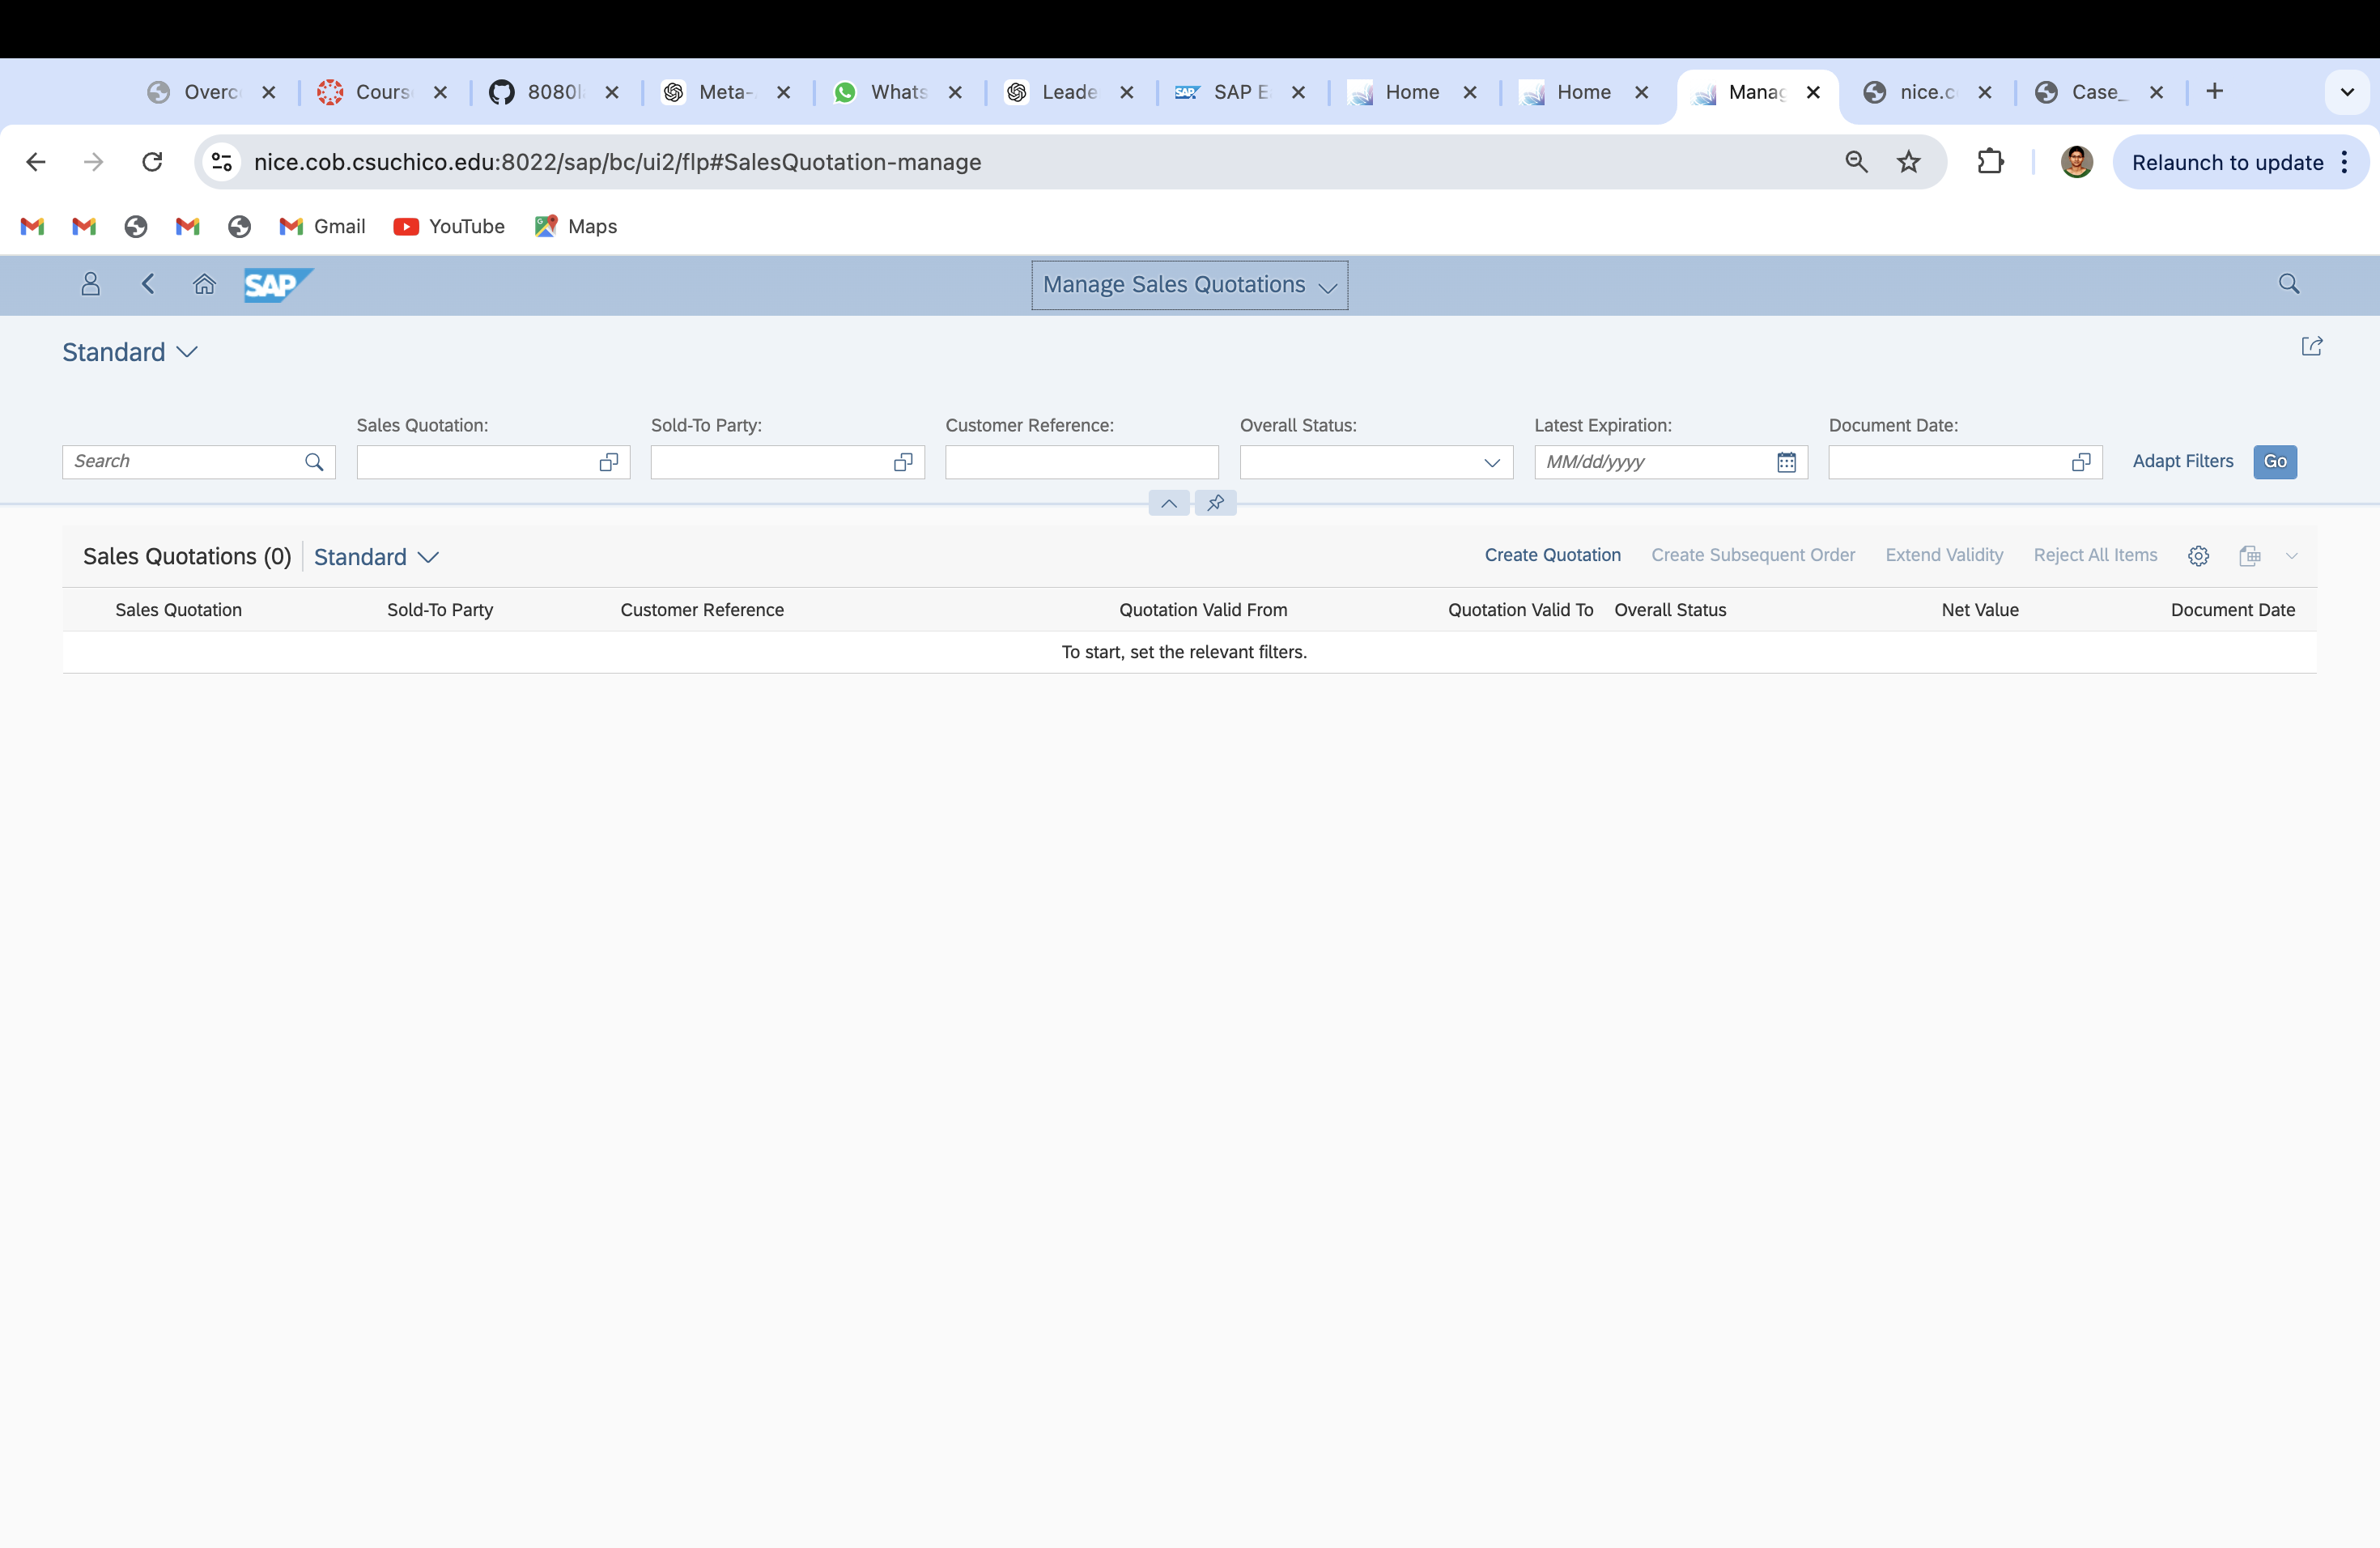 Overc
Cours
8080l
Meta-
Whats
Leade
SAP E
Home
Home
Manag
nice.c
Case_
nice.cob.csuchico.edu:8022/sap/bc/ui2/flp#SalesQuotation-manage
Relaunch to update
Gmail
YouTube
Maps
SAP
Manage Sales Quotations
Standard
Sales Quotation:
Sold-To Party:
Customer Reference:
Overall Status:
Latest Expiration:
Document Date:
Search
MM/dd/yyyy
Adapt Filters
Go
Sales Quotations (0)
Standard
Create Quotation
Create Subsequent Order
Extend Validity
Reject All Items
Sales Quotation
Sold-To Party
Customer Reference
Quotation Valid From
Quotation Valid To
Overall Status
Net Value
Document Date
To start, set the relevant filters.